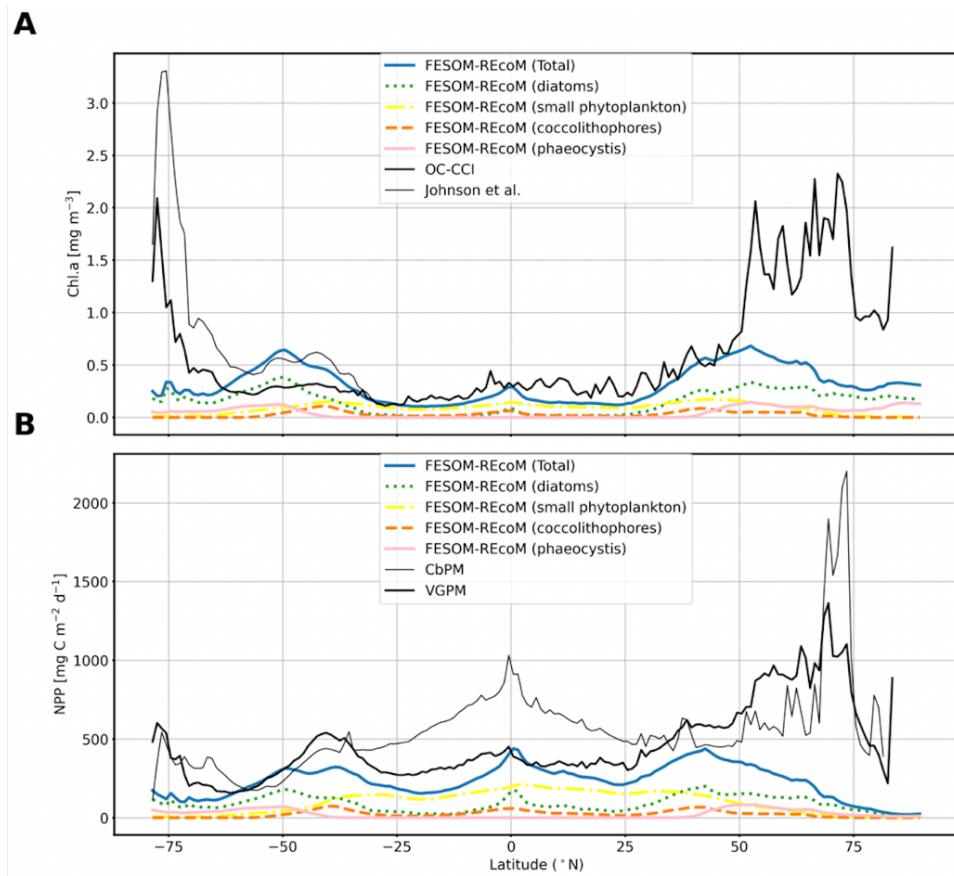 A
FESOM-REcoM (Total)
FESOM-REcoM (diatoms)
FESOM-REcoM (small phytoplankton)
FESOM-REcoM (coccolithophores)
FESOM-REcoM (phaeocystis)
OC-CCI
Johnson et al.
Chl.a [mg m⁻³]
3.0
2.5
2.0
1.5
1.0
0.5
0.0
B
FESOM-REcoM (Total)
FESOM-REcoM (diatoms)
FESOM-REcoM (small phytoplankton)
FESOM-REcoM (coccolithophores)
FESOM-REcoM (phaeocystis)
CbPM
VGPM
NPP [mg C m⁻² d⁻¹]
2000
1500
1000
500
0
−75 −50 −25 0 25 50 75
Latitude (°N)